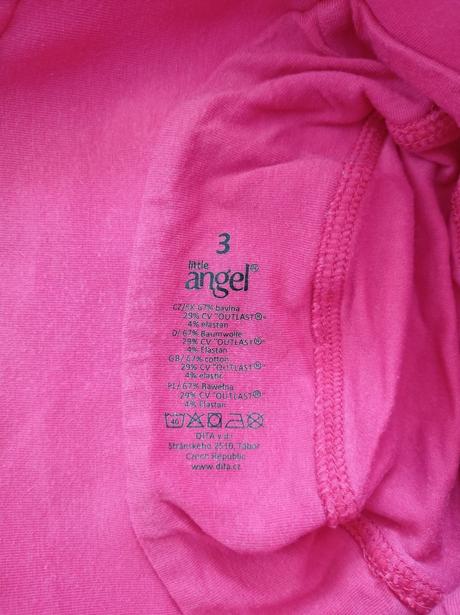 3
little
angel®
CZ/SK 67% bavlna
29% CV "OUTLAST®"
4% elastan
D/ 67% Baumwolle
29% CV "OUTLAST®"
4% Elastan
GB/ 67% cotton
29% CV "OUTLAST®"
4% elastic
PL/ 67% Bawełna
29% CV "OUTLAST®"
4% Elastan
40
DITA v.d.
Stránského 2510, Tábor
Czech Republic
www.dita.cz